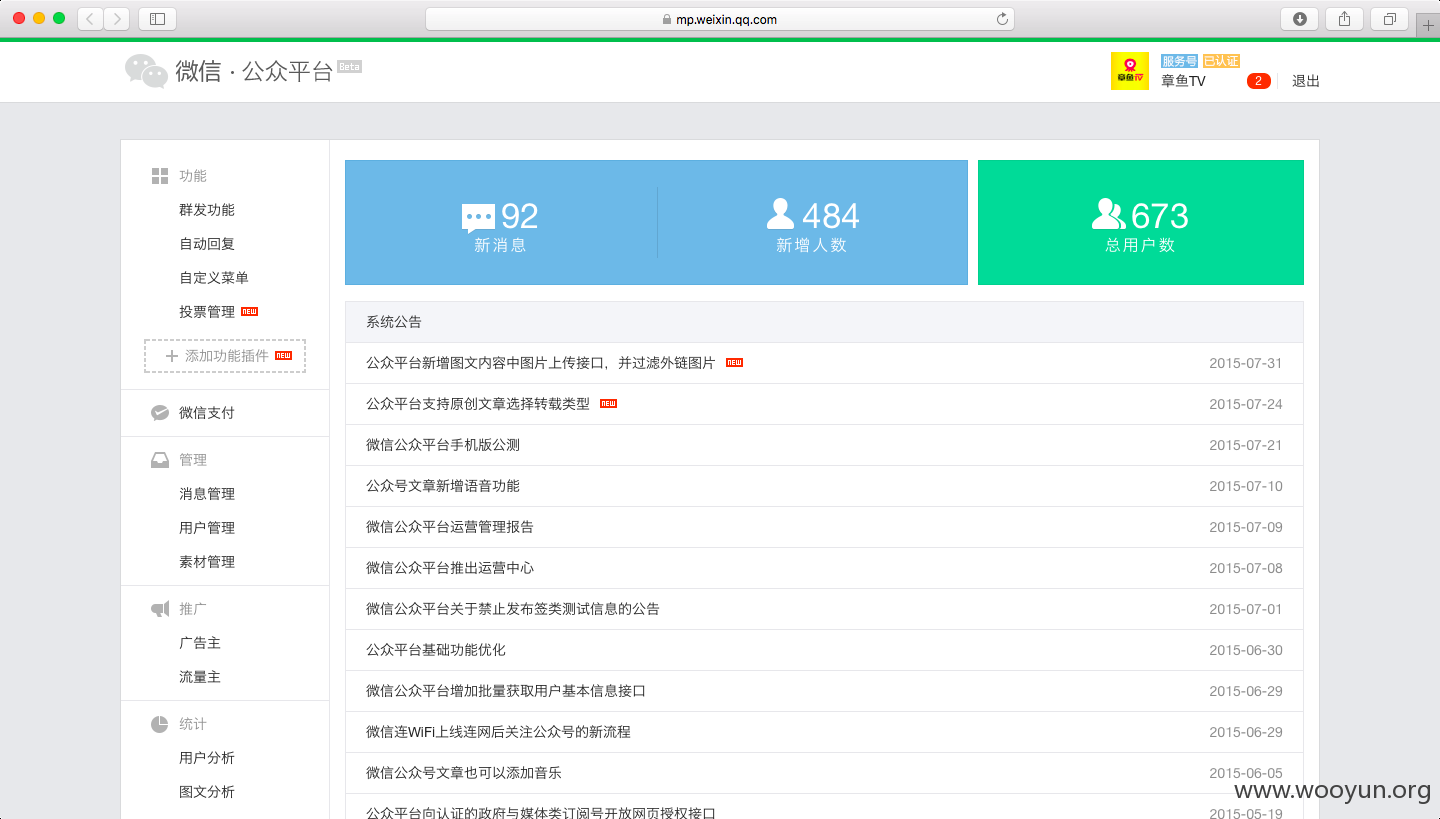 mp.weixin.qq.com
微信 · 公众平台 Beta
章鱼TV
服务号 已认证
章鱼TV 2 退出
功能
群发功能
自动回复
自定义菜单
投票管理 NEW
+ 添加功能插件 NEW
微信支付
管理
消息管理
用户管理
素材管理
推广
广告主
流量主
统计
用户分析
图文分析
92
新消息
484
新增人数
673
总用户数
系统公告
公众平台新增图文内容中图片上传接口，并过滤外链图片 NEW 2015-07-31
公众平台支持原创文章选择转载类型 NEW 2015-07-24
微信公众平台手机版公测 2015-07-21
公众号文章新增语音功能 2015-07-10
微信公众平台运营管理报告 2015-07-09
微信公众平台推出运营中心 2015-07-08
微信公众平台关于禁止发布签类测试信息的公告 2015-07-01
公众平台基础功能优化 2015-06-30
微信公众平台增加批量获取用户基本信息接口 2015-06-29
微信连WiFi上线连网后关注公众号的新流程 2015-06-29
微信公众号文章也可以添加音乐 2015-06-05
公众平台向认证的政府与媒体类订阅号开放网页授权接口 2015-05-19
www.wooyun.org